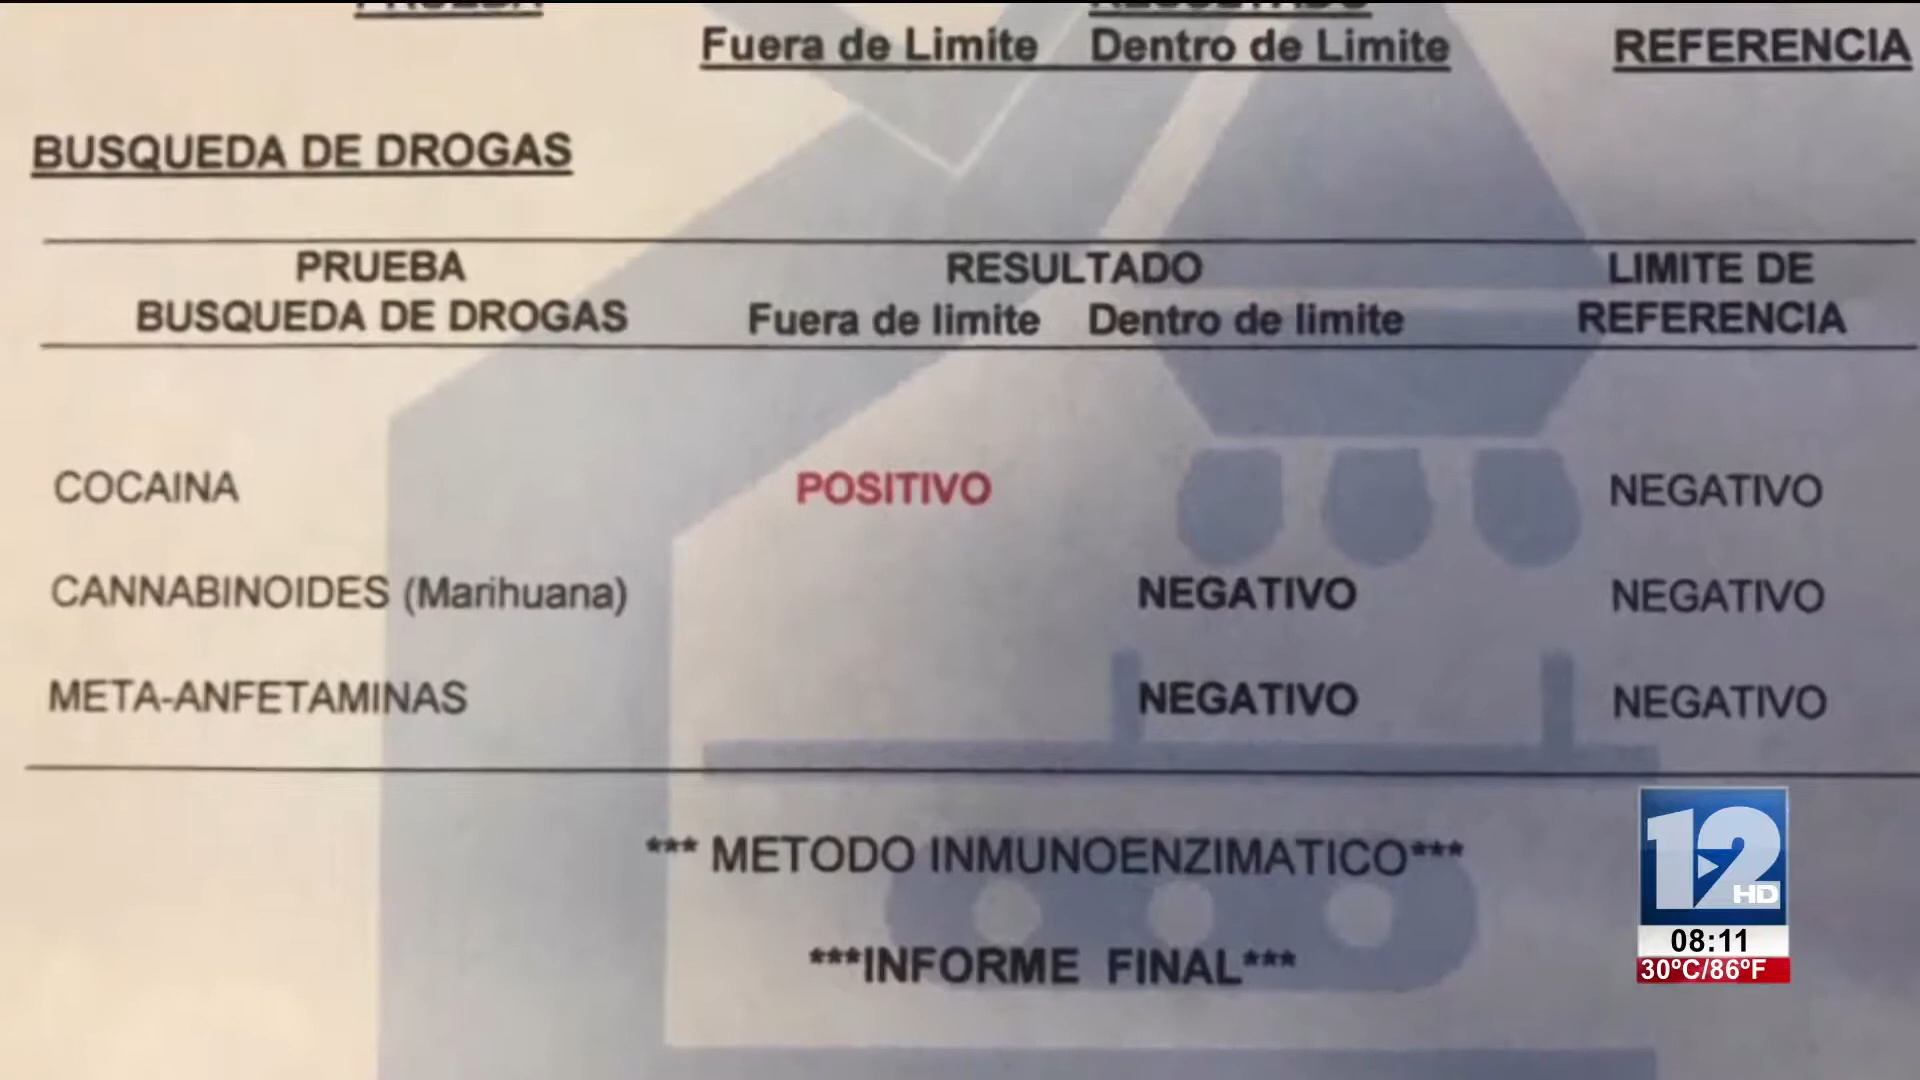 PRUEBA RESULTADO
Fuera de Limite Dentro de Limite REFERENCIA
BUSQUEDA DE DROGAS
PRUEBA RESULTADO LIMITE DE
BUSQUEDA DE DROGAS Fuera de limite Dentro de limite REFERENCIA
COCAINA POSITIVO NEGATIVO
CANNABINOIDES (Marihuana) NEGATIVO NEGATIVO
META-ANFETAMINAS NEGATIVO NEGATIVO
*** METODO INMUNOENZIMATICO***
***INFORME FINAL***
12
HD
08:11
30°C/86°F